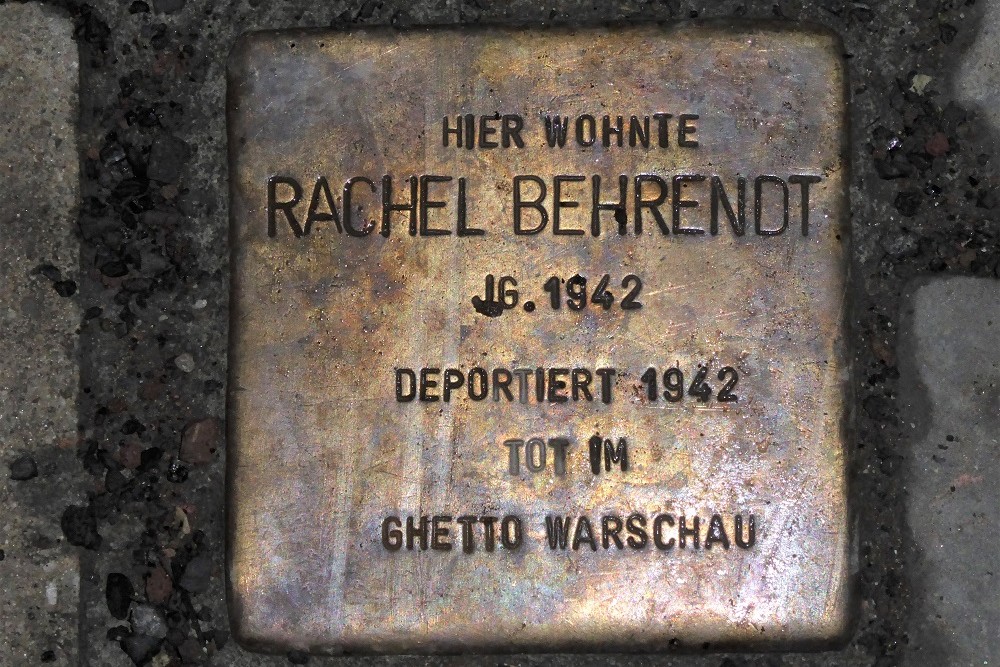 HIER WOHNTE
RACHEL BEHRENDT
JG. 1942
DEPORTIERT 1942
TOT IM
GHETTO WARSCHAU